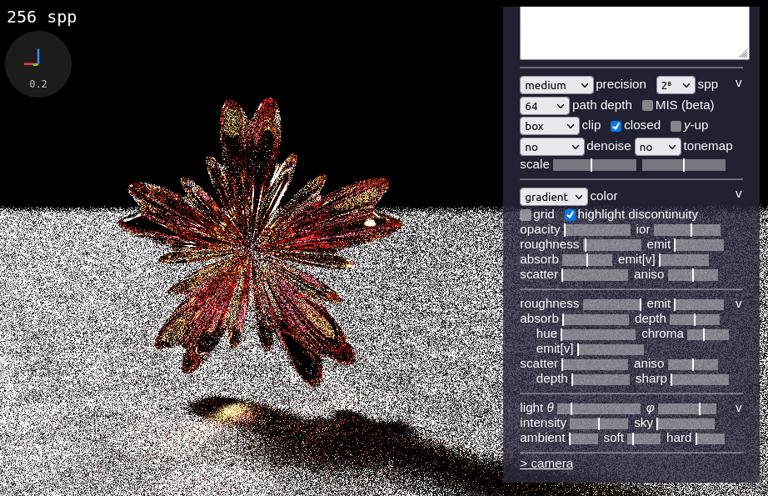 256 spp
0.2
medium precision 2⁸ spp v
64 path depth MIS (beta)
box clip closed y-up
no denoise no tonemap
scale
gradient color v
grid highlight discontinuity
opacity ior
roughness emit
absorb emit[v]
scatter aniso
roughness emit v
absorb depth
hue chroma
emit[v]
scatter aniso
depth sharp
light θ φ v
intensity sky
ambient soft hard
> camera